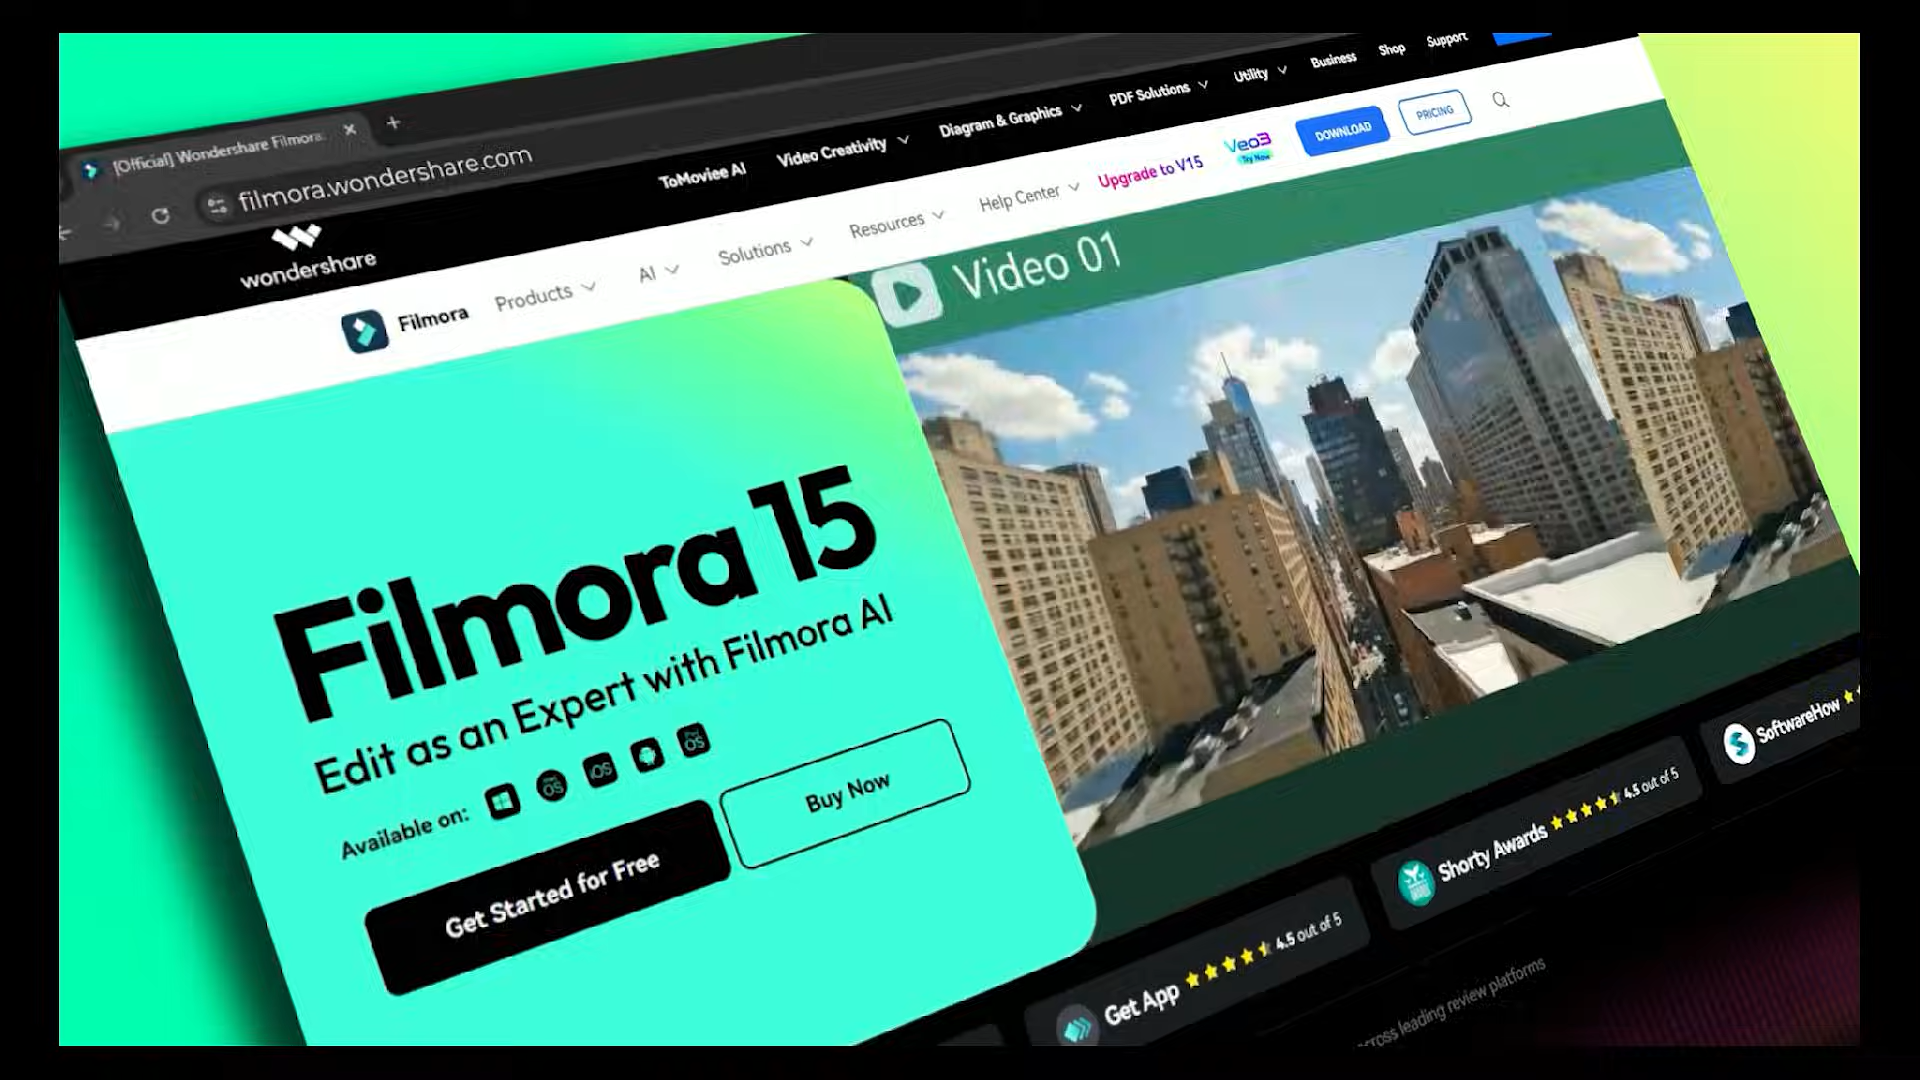 [Official] Wondershare Filmora
filmora.wondershare.com
wondershare
ToMoviee AI
Video Creativity
Diagram & Graphics
PDF Solutions
Utility
Business
Shop
Support
Filmora
Products
AI
Solutions
Resources
Help Center
Upgrade to V15
Veo3
Try Now
DOWNLOAD
PRICING
Video 01
Filmora 15
Edit as an Expert with Filmora AI
Available on:
iOS
Get Started for Free
Buy Now
Get App 4.5 out of 5
Shorty Awards 4.5 out of 5
SoftwareHow
across leading review platforms